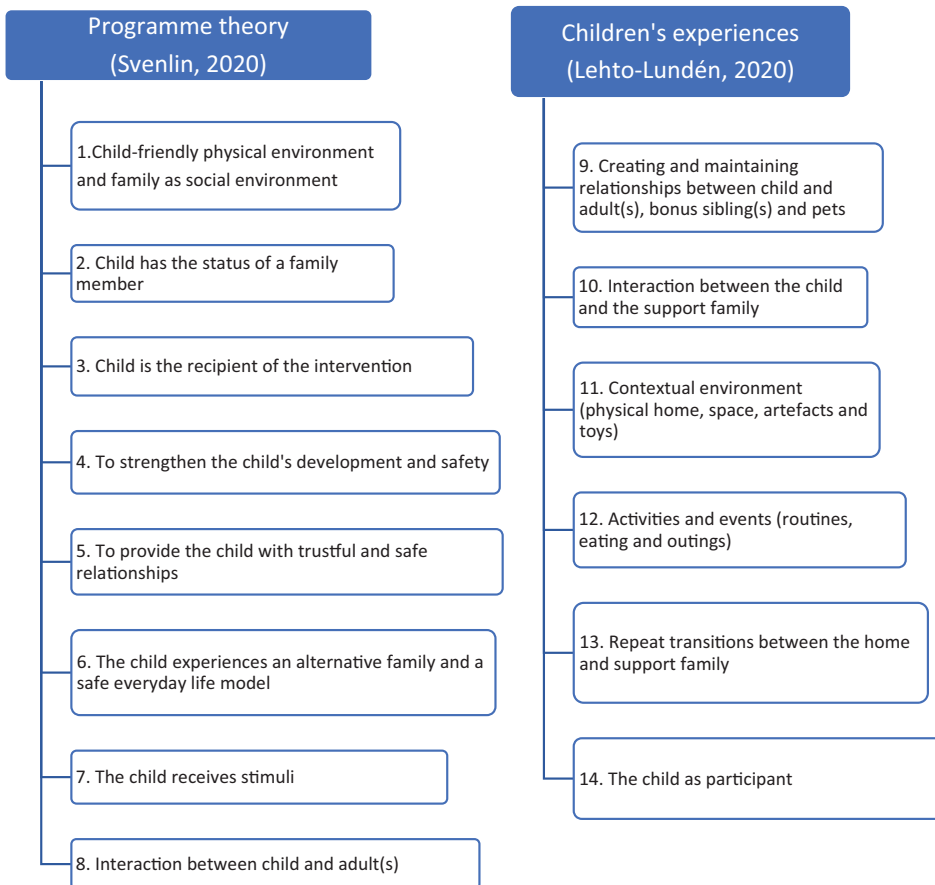 Programme theory
(Svenlin, 2020)
1.Child-friendly physical environment
and family as social environment
2. Child has the status of a family
member
3. Child is the recipient of the intervention
4. To strengthen the child's development and safety
5. To provide the child with trustful and safe
relationships
6. The child experiences an alternative family and a
safe everyday life model
7. The child receives stimuli
8. Interaction between child and adult(s)
Children's experiences
(Lehto-Lundén, 2020)
9. Creating and maintaining
relationships between child and
adult(s), bonus sibling(s) and pets
10. Interaction between the child
and the support family
11. Contextual environment
(physical home, space, artefacts and
toys)
12. Activities and events (routines,
eating and outings)
13. Repeat transitions between the home
and support family
14. The child as participant